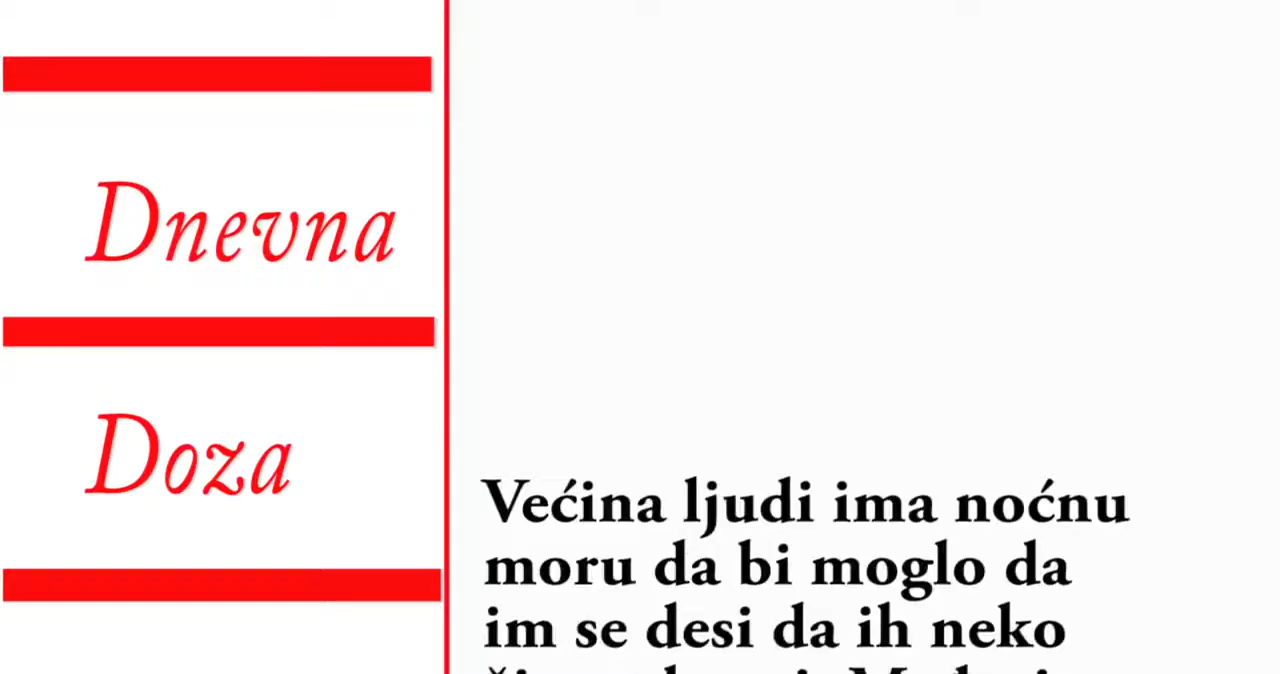 Dnevna
Doza
Većina ljudi ima noćnu
moru da bi moglo da
im se desi da ih neko